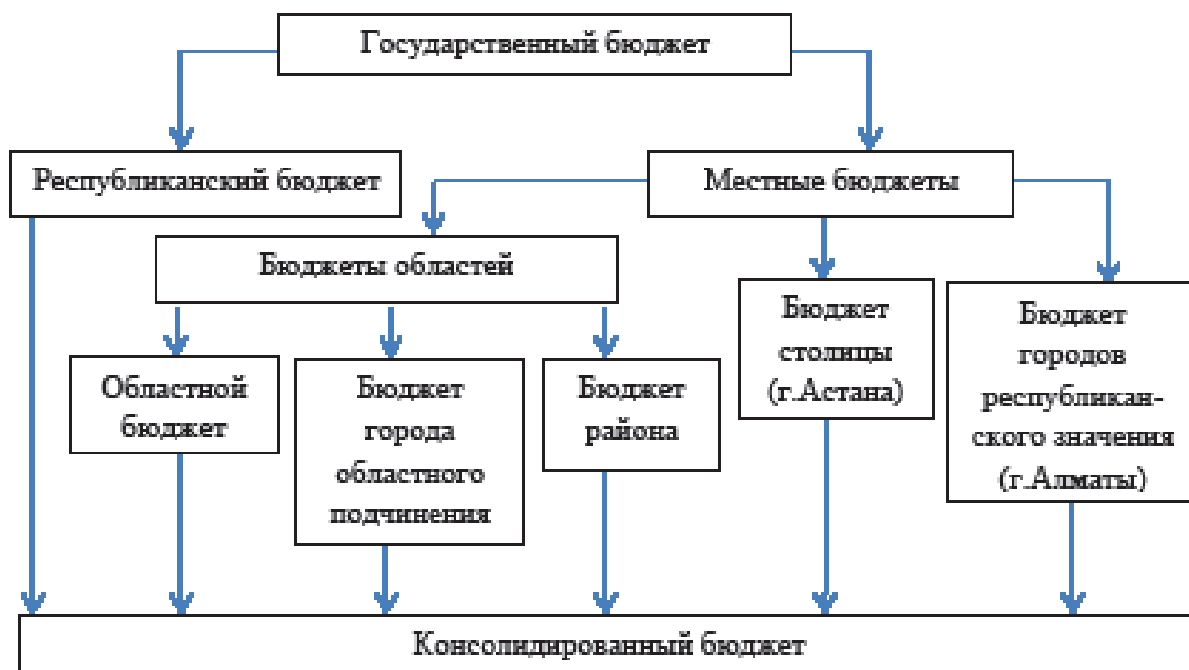 Государственный бюджет
Республиканский бюджет
Местные бюджеты
Бюджеты областей
Областной
бюджет
Бюджет
города
областного
подчинения
Бюджет
района
Бюджет
столицы
(г.Астана)
Бюджет
городов
республикан-
ского значения
(г.Алматы)
Консолидированный бюджет